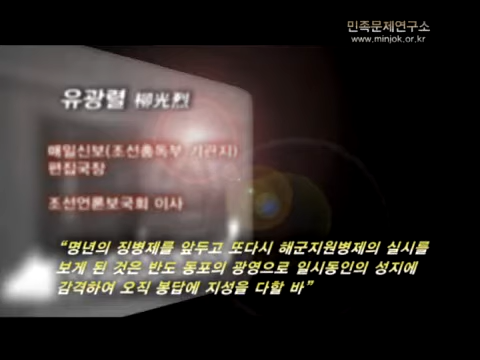 민족문제연구소
www.minjok.or.kr
유광렬 柳光烈
매일신보(조선총독부 기관지)
편집국장
조선언론보국회 이사
“명년의 징병제를 앞두고 또다시 해군지원병제의 실시를
보게 된 것은 반도 동포의 광영으로 일시동인의 성지에
감격하여 오직 봉답에 지성을 다할 바”